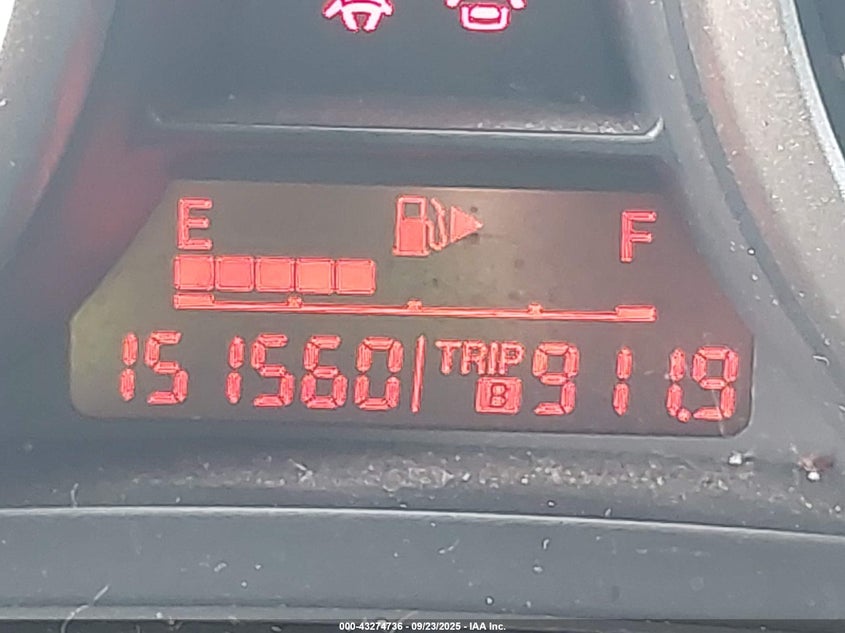 E F
151560 TRIP B 911.9
000-43274736 - 09/23/2025 - IAA Inc.